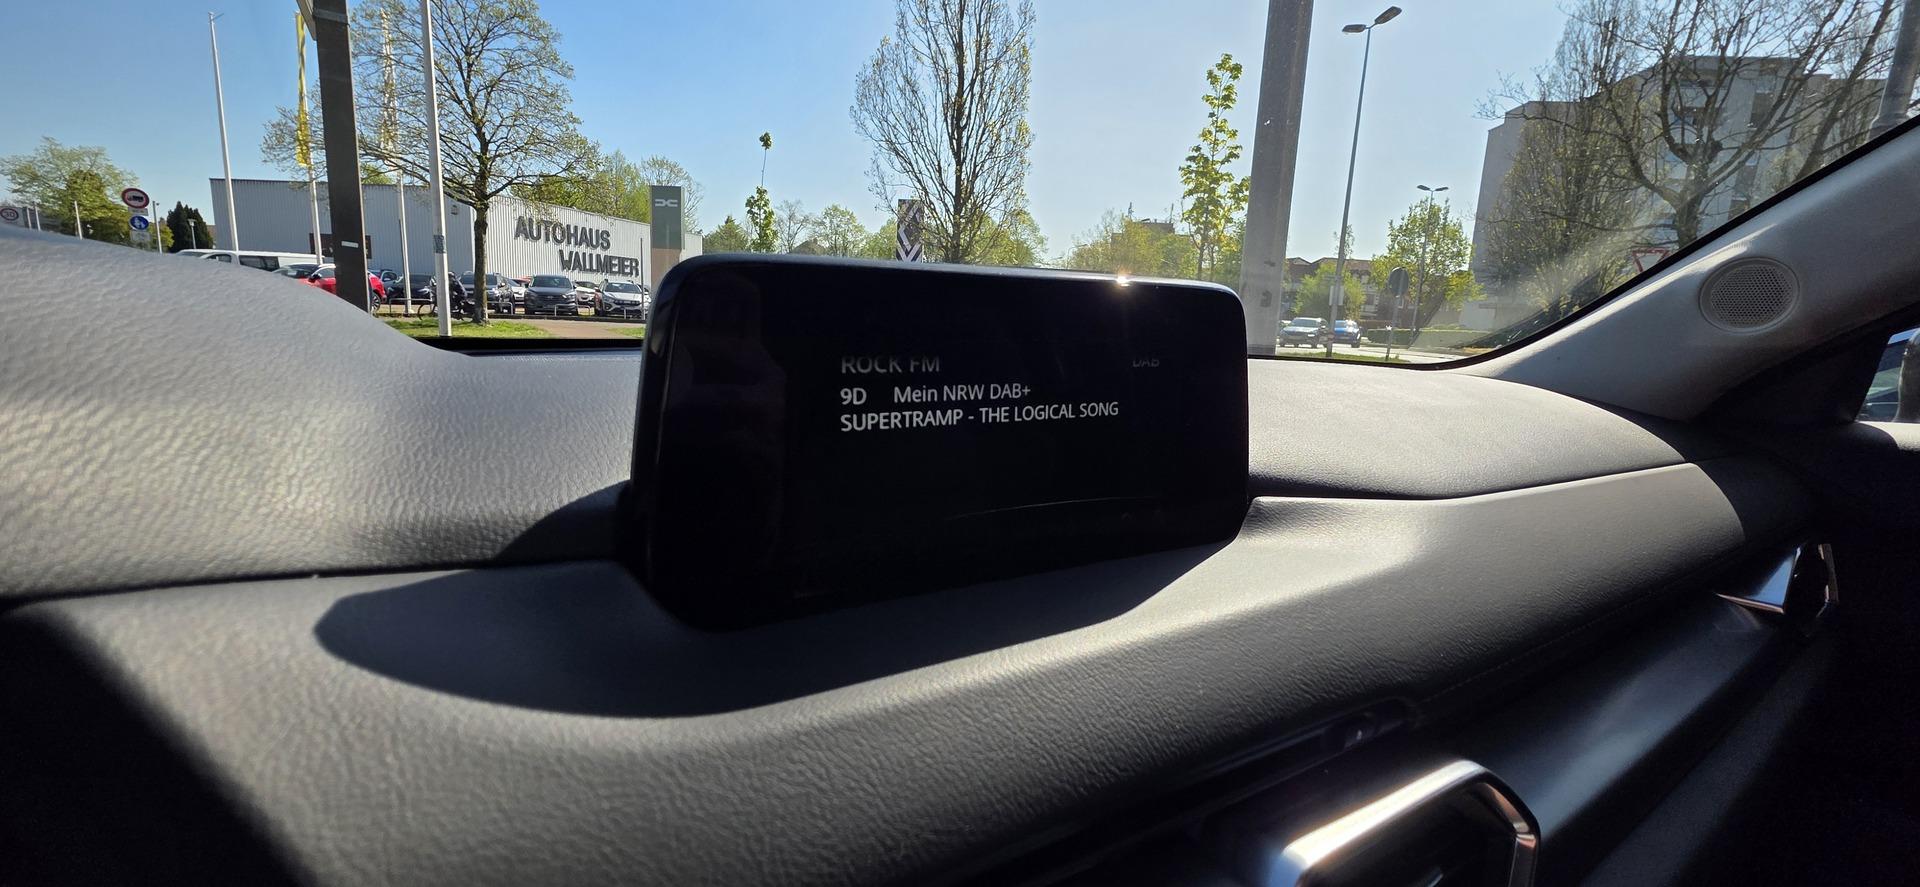 AUTOHAUS
WALLMEIER
ROCK FM
DAB
9D Mein NRW DAB+
SUPERTRAMP - THE LOGICAL SONG